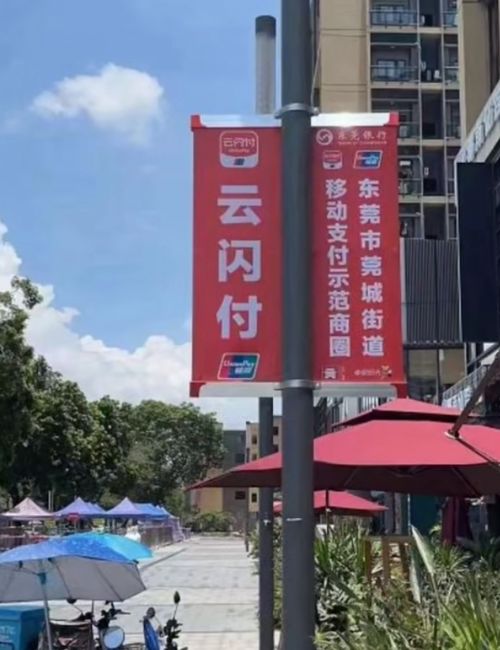 云闪付
云闪付
UnionPay
银联
东莞银行
东莞市莞城街道
移动支付示范商圈